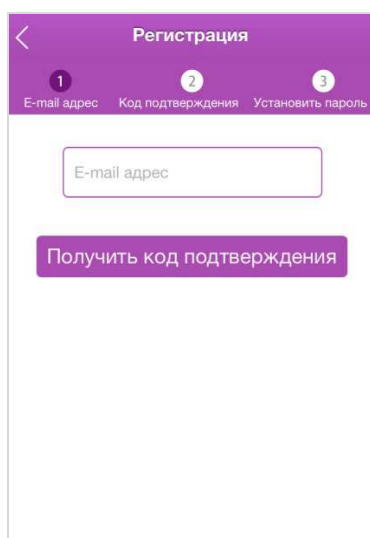 Регистрация
1 2 3
E-mail адрес Код подтверждения Установить пароль
E-mail адрес
Получить код подтверждения